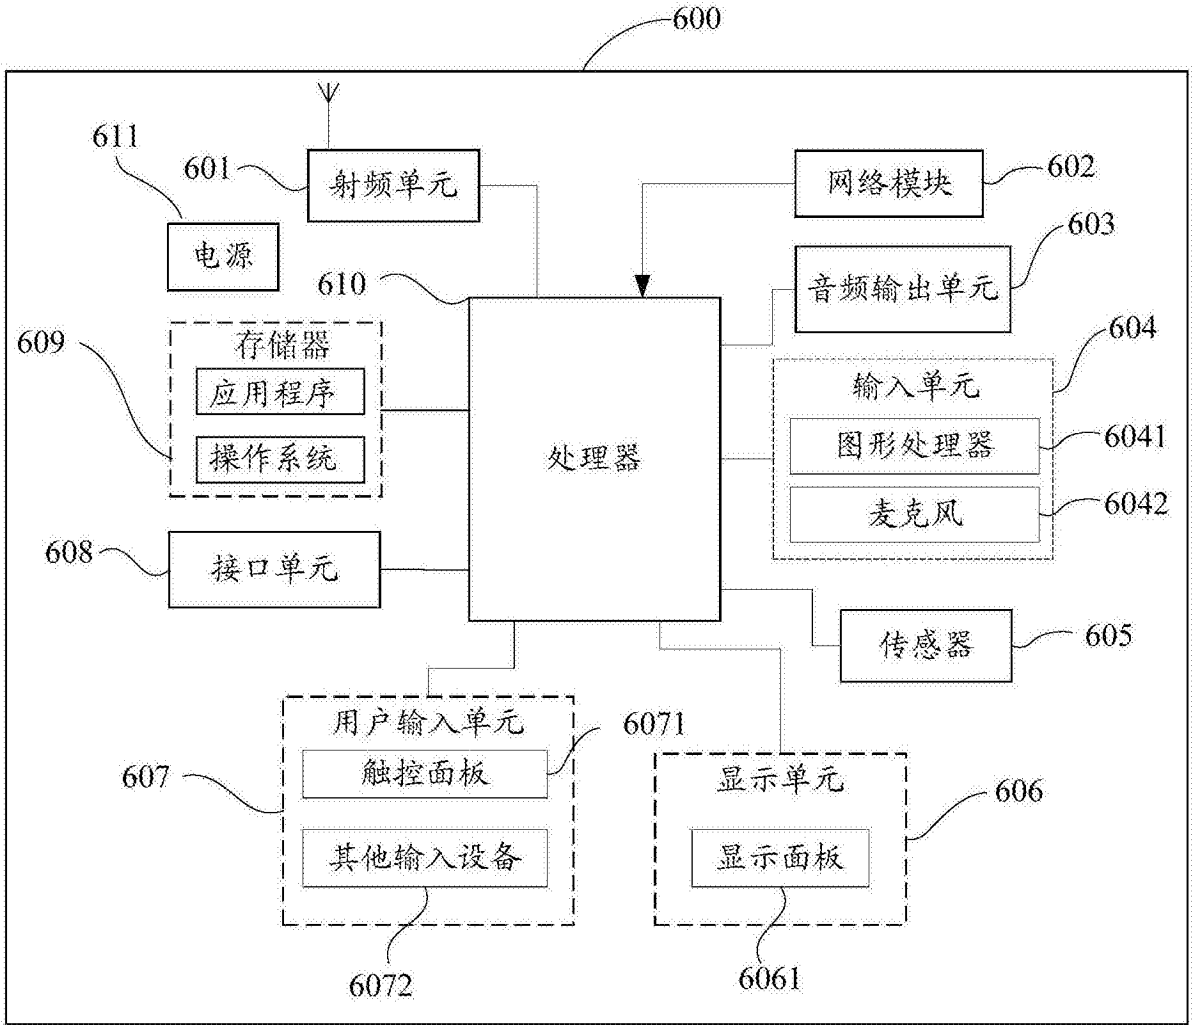 600
611
601
射频单元
网络模块
602
电源
603
音频输出单元
610
609
存储器
应用程序
操作系统
604
输入单元
图形处理器
6041
麦克风
6042
处理器
608
接口单元
传感器
605
用户输入单元
6071
触控面板
607
其他输入设备
6072
显示单元
606
显示面板
6061